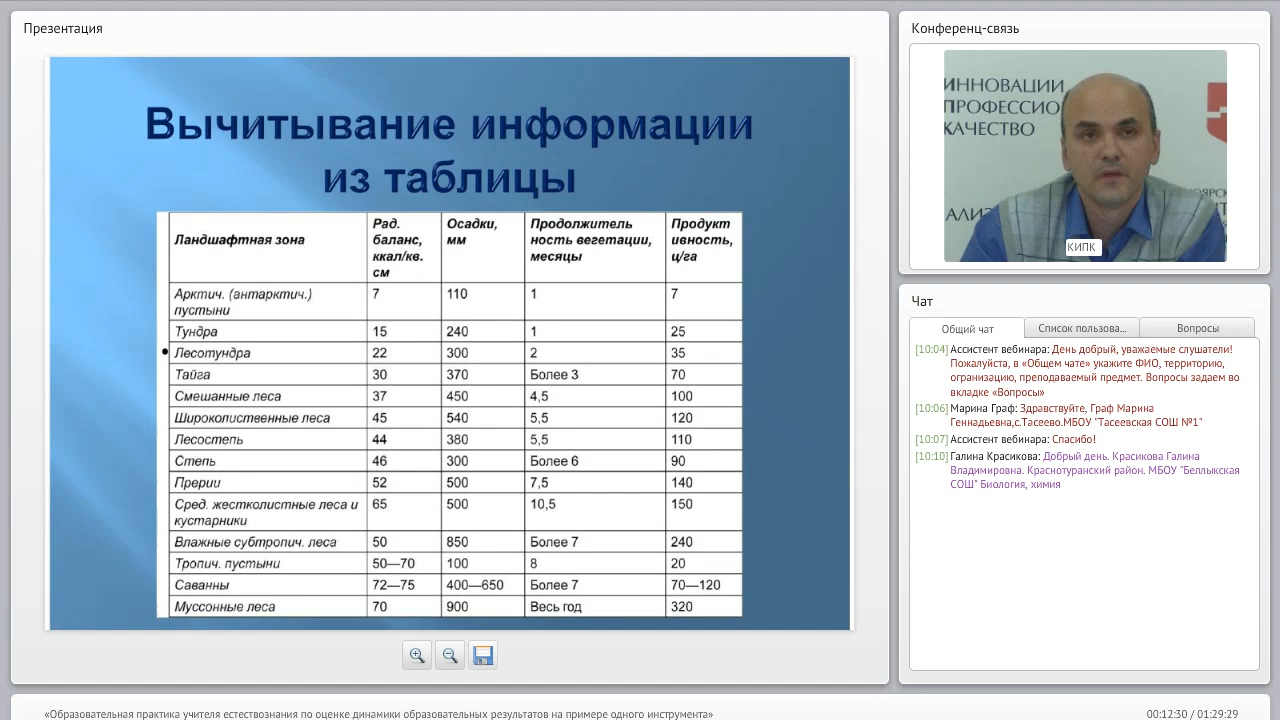 Презентация
Вычитывание информации
из таблицы
Ландшафтная зона Рад. баланс, ккал/кв. см Осадки, мм Продолжитель ность вегетации, месяцы Продукт ивность, ц/га
Арктич. (антарктич.) пустыни 7 110 1 7
Тундра 15 240 1 25
Лесотундра 22 300 2 35
Тайга 30 370 Более 3 70
Смешанные леса 37 450 4,5 100
Широколиственные леса 45 540 5,5 120
Лесостепь 44 380 5,5 110
Степь 46 300 Более 6 90
Прерии 52 500 7,5 140
Сред. жестколистные леса и кустарники 65 500 10,5 150
Влажные субтропич. леса 50 850 Более 7 240
Тропич. пустыни 50—70 100 8 20
Саванны 72—75 400—650 Более 7 70—120
Муссонные леса 70 900 Весь год 320
Конференц-связь
ИННОВАЦИИ
ПРОФЕССИО
КАЧЕСТВО
КИПК
Чат
Общий чат Список пользова... Вопросы
[10:04] Ассистент вебинара: День добрый, уважаемые слушатели!
Пожалуйста, в «Общем чате» укажите ФИО, территорию,
огранизацию, преподаваемый предмет. Вопросы задаем во
вкладке «Вопросы»
[10:06] Марина Граф: Здравствуйте, Граф Марина
Геннадьевна,с.Тасеево.МБОУ "Тасеевская СОШ №1"
[10:07] Ассистент вебинара: Спасибо!
[10:10] Галина Красикова: Добрый день. Красикова Галина
Владимировна. Краснотуранский район. МБОУ "Беллыкская
СОШ" Биология, химия
«Образовательная практика учителя естествознания по оценке динамики образовательных результатов на примере одного инструмента»
00:12:30 / 01:29:29